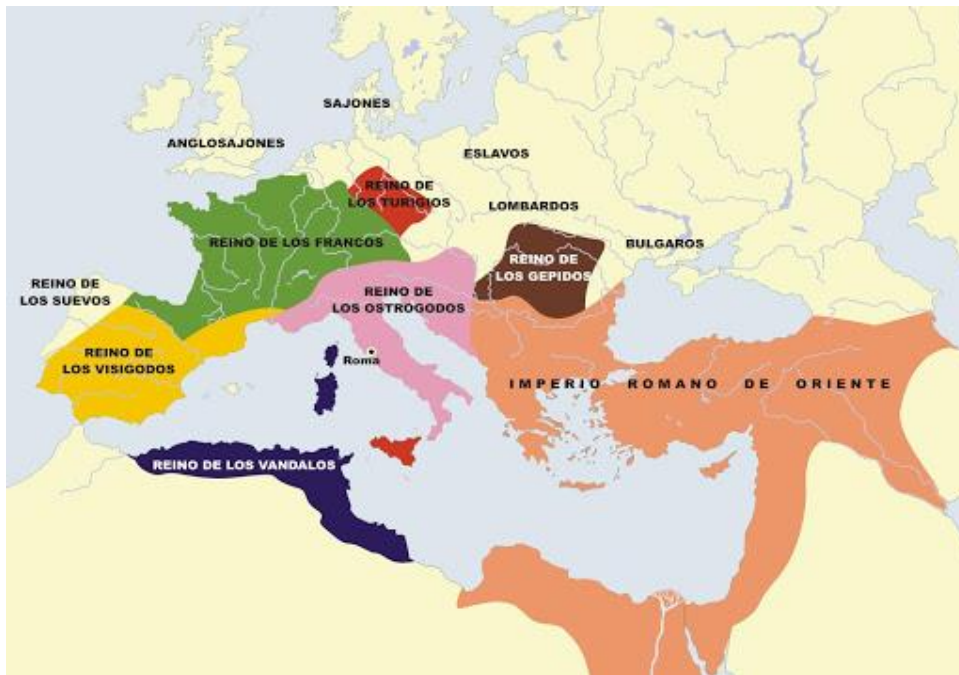 SAJONES
ANGLOSAJONES
ESLAVOS
REINO DE
LOS TURIGIOS
LOMBARDOS
REINO DE LOS FRANCOS
BULGAROS
REINO DE
LOS GEPIDOS
REINO DE
LOS SUEVOS
REINO DE
LOS OSTROGODOS
REINO DE
LOS VISIGODOS
Roma
IMPERIO ROMANO DE ORIENTE
REINO DE LOS VANDALOS